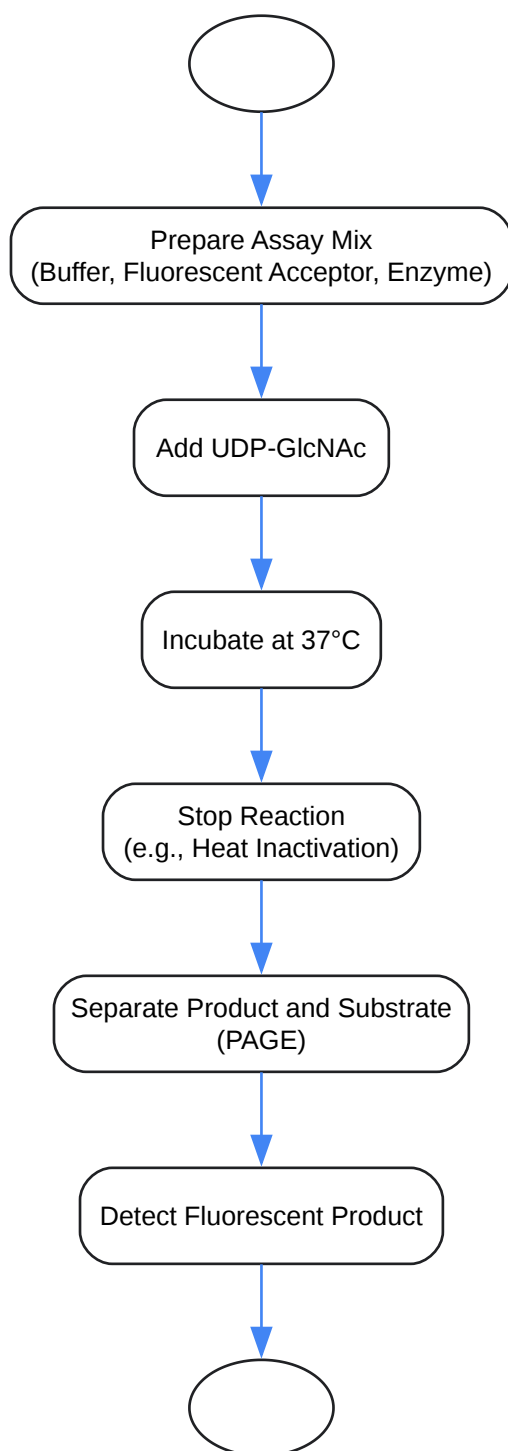 Prepare Assay Mix
(Buffer, Fluorescent Acceptor, Enzyme)
Add UDP-GlcNAc
Incubate at 37°C
Stop Reaction
(e.g., Heat Inactivation)
Separate Product and Substrate
(PAGE)
Detect Fluorescent Product